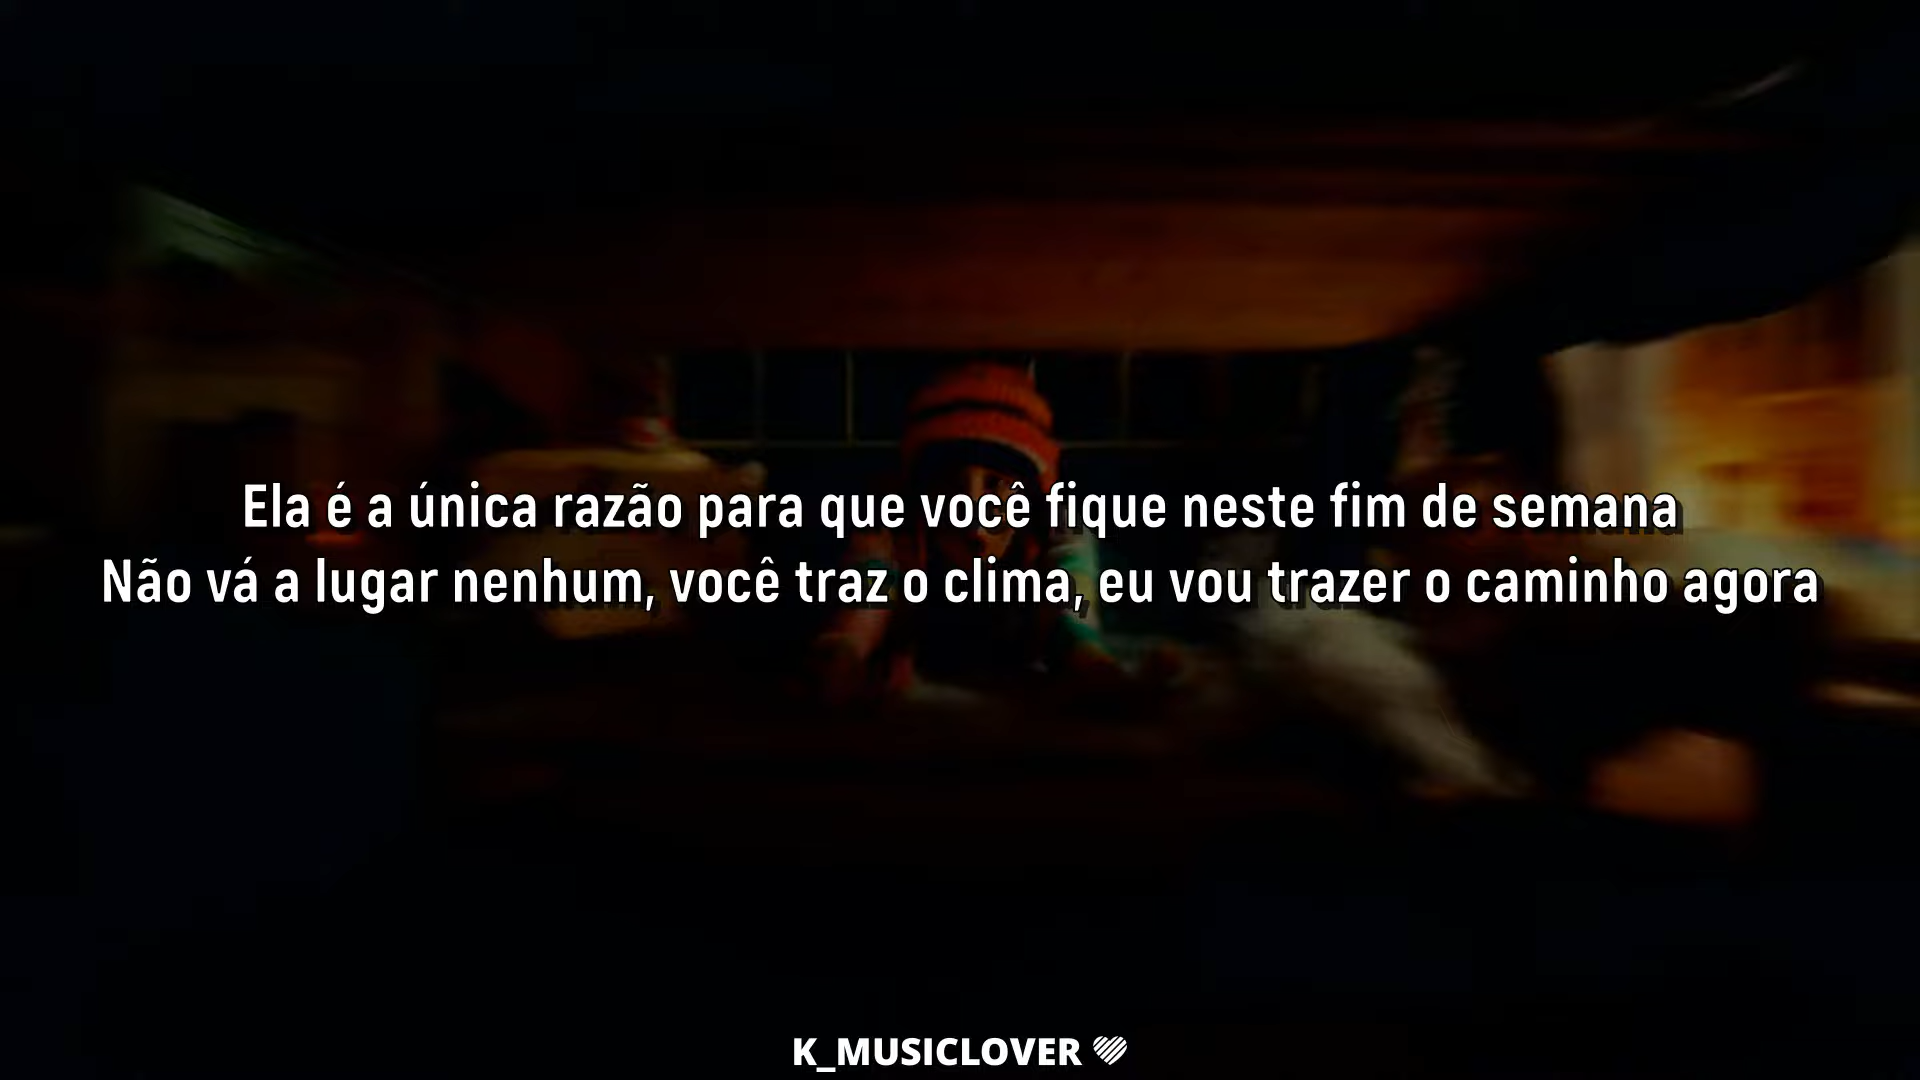 Ela é a única razão para que você fique neste fim de semana
Não vá a lugar nenhum, você traz o clima, eu vou trazer o caminho agora
K_MUSICLOVER